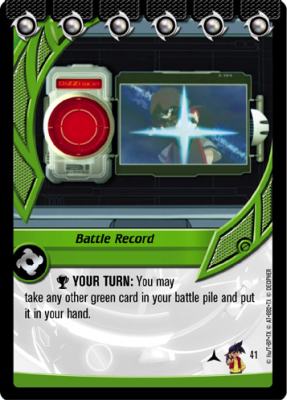 Battle Record
YOUR TURN: You may
take any other green card in your battle pile and put
it in your hand.
41